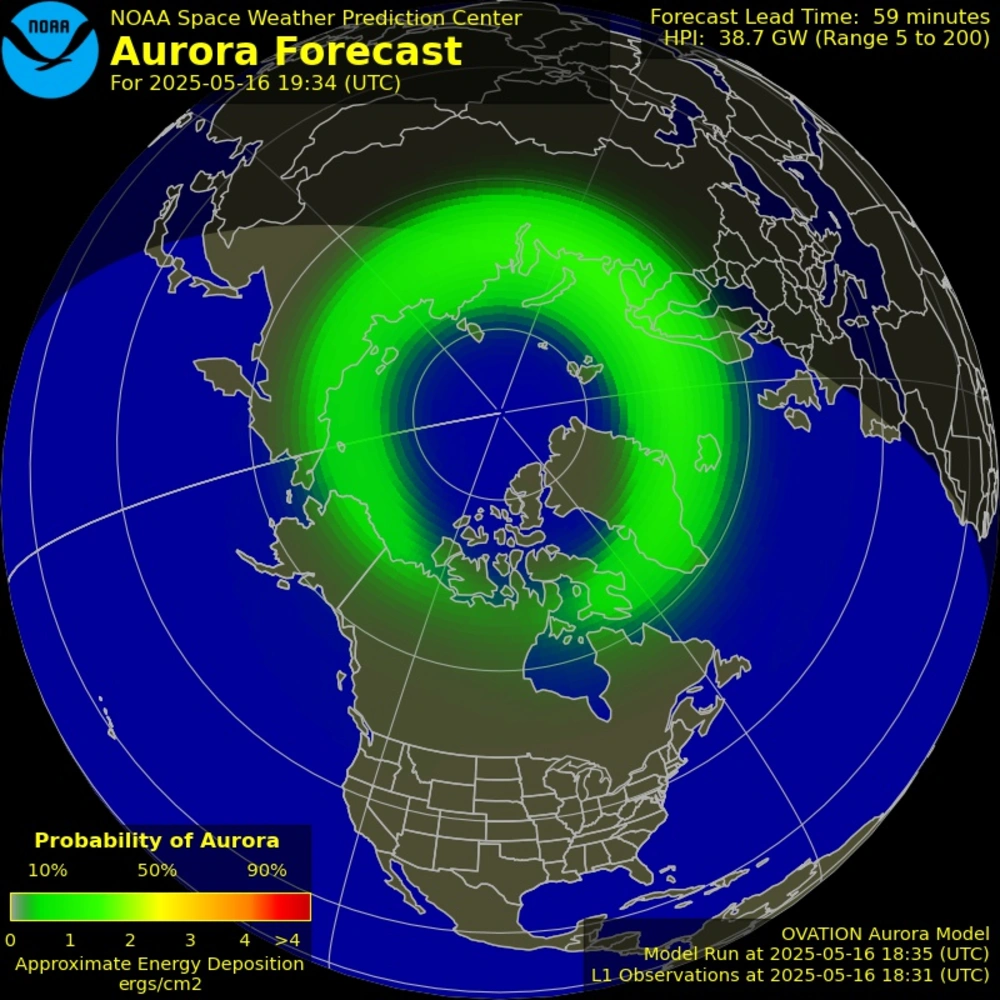 NOAA
NOAA Space Weather Prediction Center
Aurora Forecast
For 2025-05-16 19:34 (UTC)
Forecast Lead Time: 59 minutes
HPI: 38.7 GW (Range 5 to 200)
Probability of Aurora
10% 50% 90%
0 1 2 3 4 >4
Approximate Energy Deposition
ergs/cm2
OVATION Aurora Model
Model Run at 2025-05-16 18:35 (UTC)
L1 Observations at 2025-05-16 18:31 (UTC)